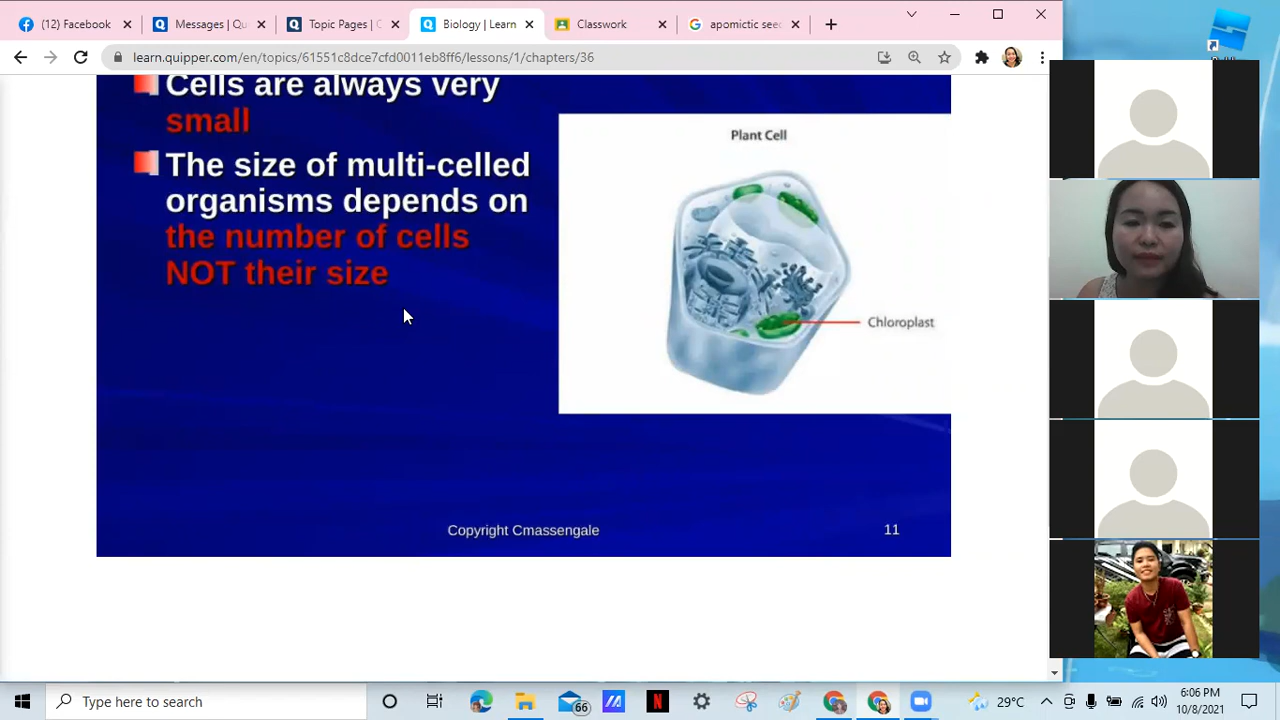 (12) Facebook
Messages | Qu
Topic Pages | C
Biology | Learn
Classwork
apomictic see
learn.quipper.com/en/topics/61551c8dce7cfd0011eb8ff6/lessons/1/chapters/36
Cells are always very
small
The size of multi-celled
organisms depends on
the number of cells
NOT their size
Plant Cell
Chloroplast
Copyright Cmassengale
11
Type here to search
66
29°C
6:06 PM
10/8/2021